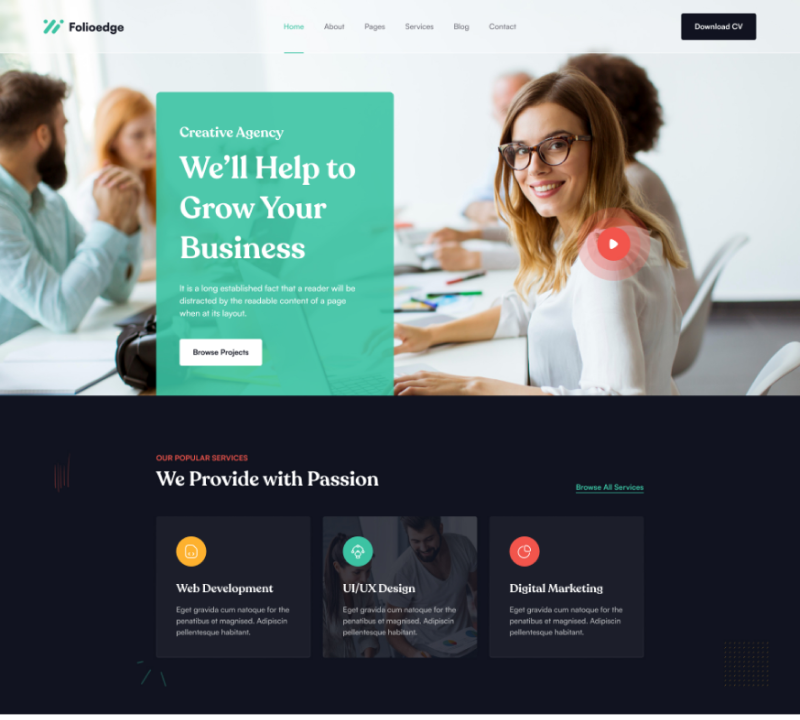 Folioedge
Home About Pages Services Blog Contact
Download CV
Creative Agency
We'll Help to
Grow Your
Business
It is a long established fact that a reader will be
distracted by the readable content of a page
when at its layout.
Browse Projects
OUR POPULAR SERVICES
We Provide with Passion
Browse All Services
Web Development
Eget gravida cum natoque for the
penatibus et magnised. Adipiscin
pellentesque habitant.
UI/UX Design
Eget gravida cum natoque for the
penatibus et magnised. Adipiscin
pellentesque habitant.
Digital Marketing
Eget gravida cum natoque for the
penatibus et magnised. Adipiscin
pellentesque habitant.